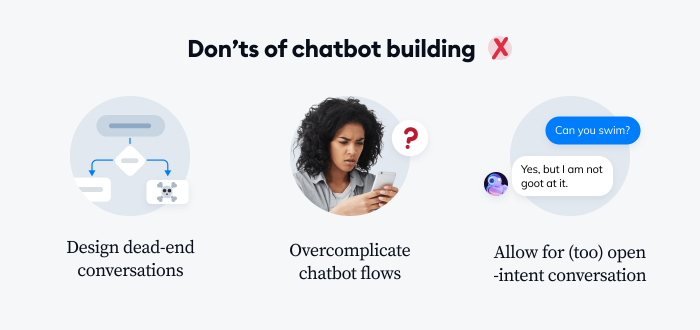 Don'ts of chatbot building
?
Can you swim?
Yes, but I am not
goot at it.
Design dead-end
conversations
Overcomplicate
chatbot flows
Allow for (too) open
-intent conversation